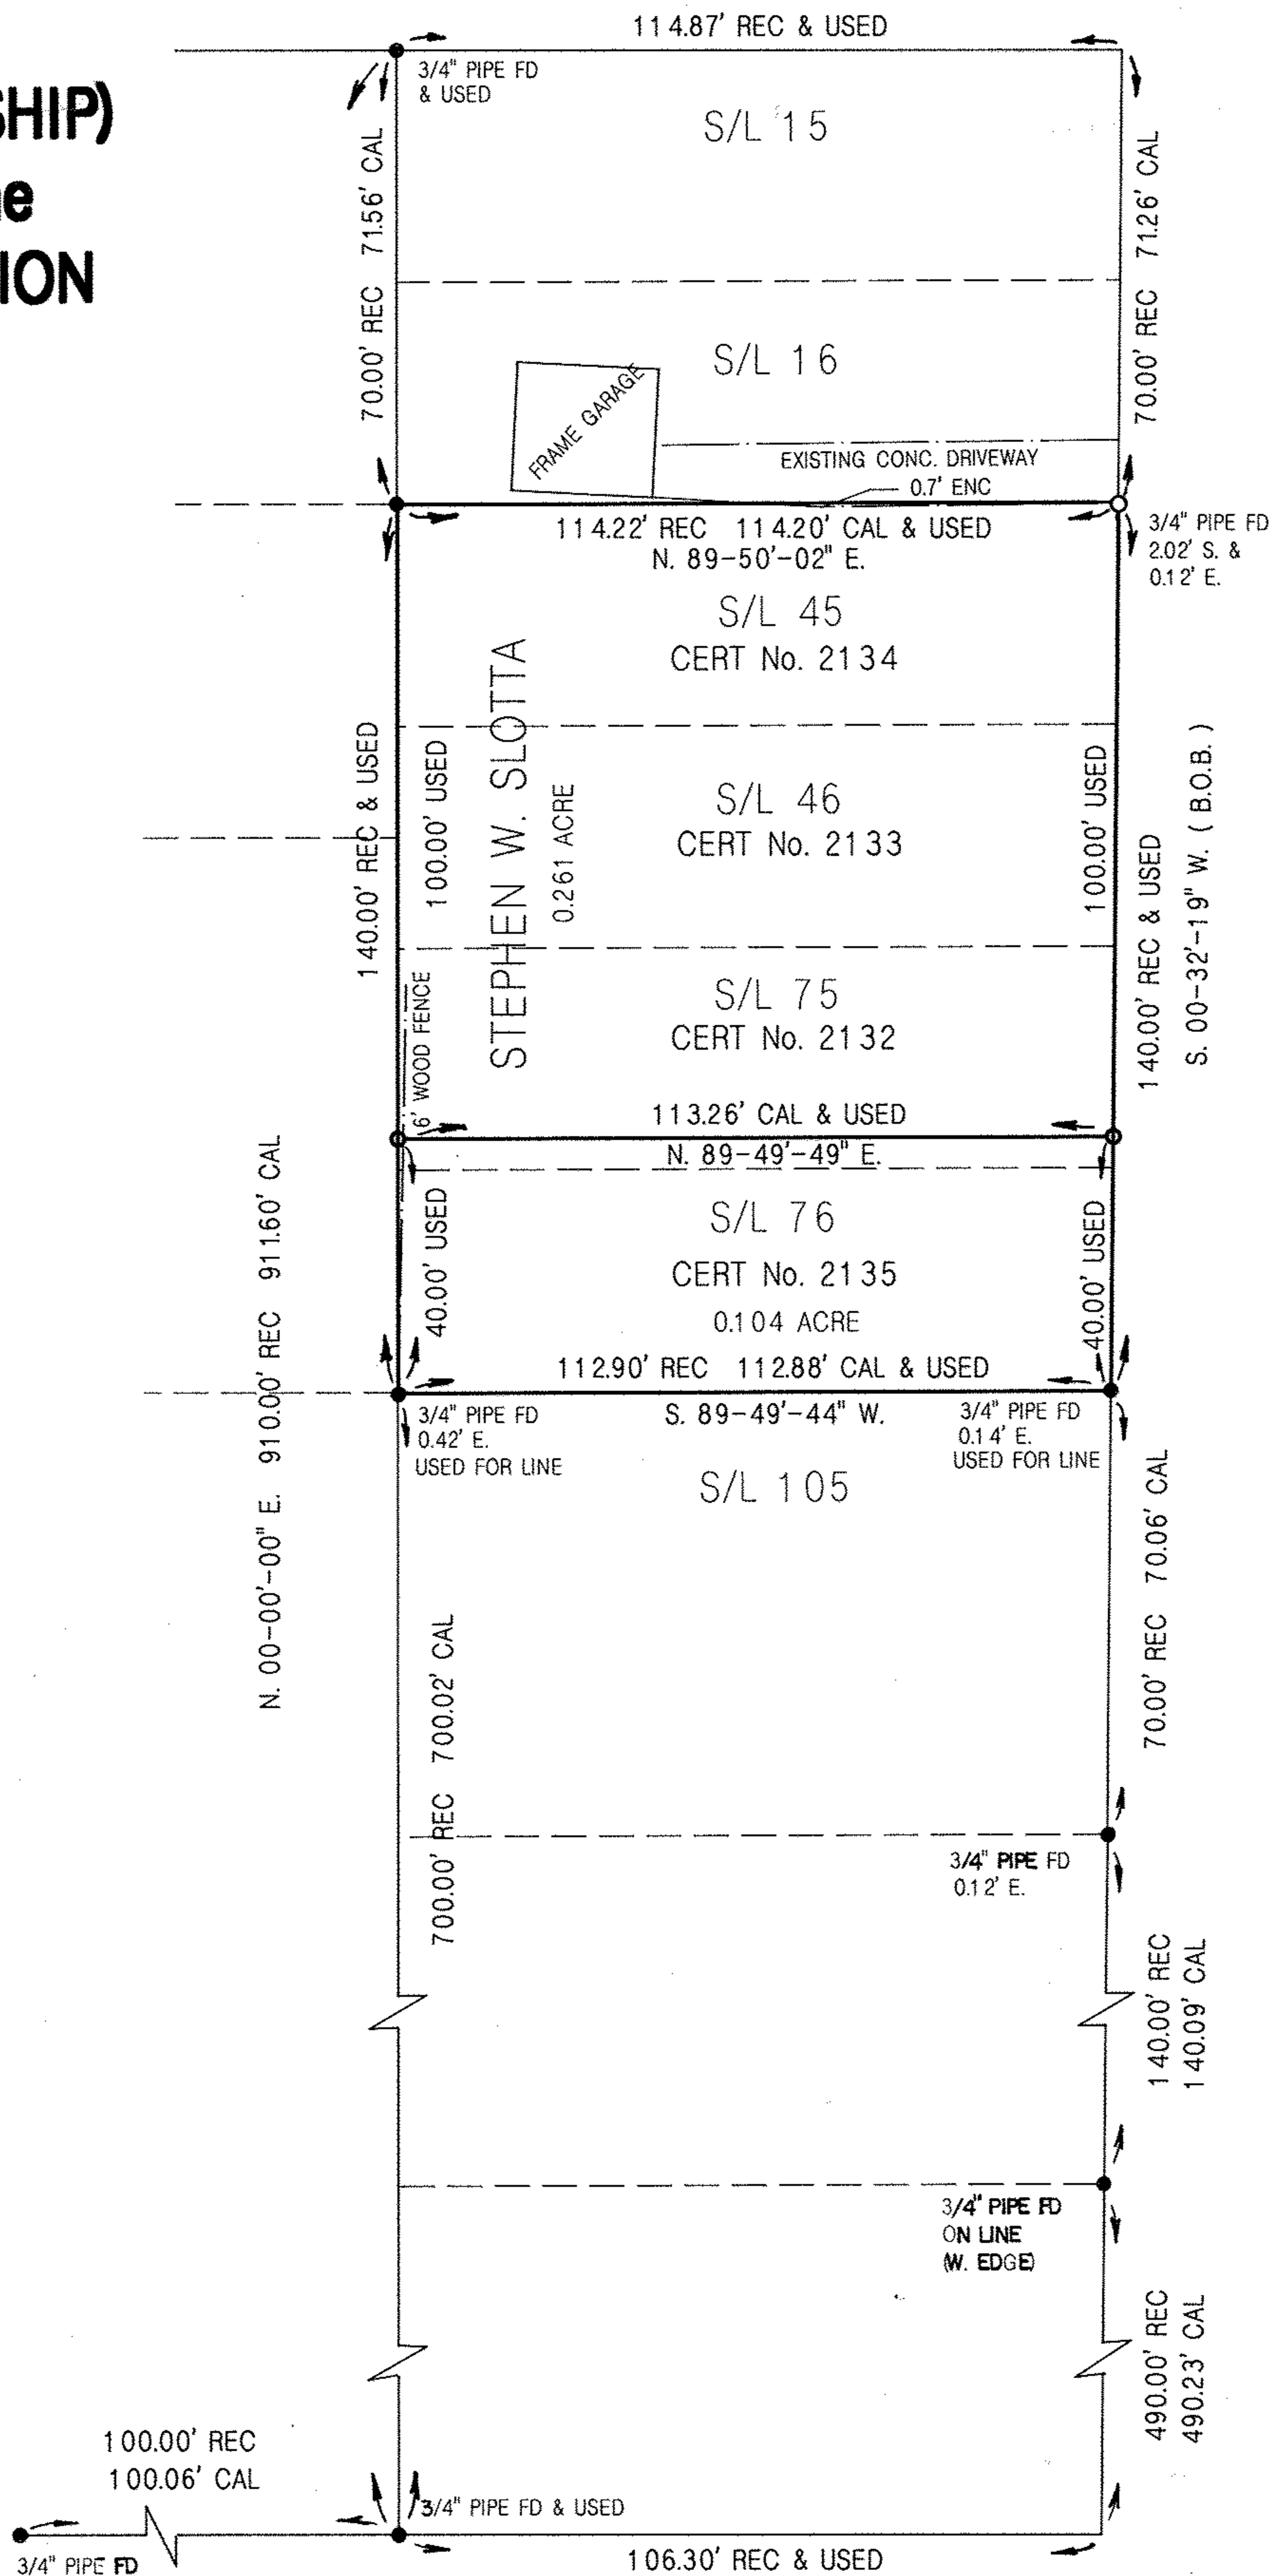 SHIP)
ION
114.87' REC & USED
3/4" PIPE FD
& USED
S/L 15
70.00' REC 71.56' CAL
70.00' REC 71.26' CAL
S/L 16
FRAME GARAGE
EXISTING CONC. DRIVEWAY
0.7' ENC
114.22' REC 114.20' CAL & USED
N. 89-50'-02" E.
3/4" PIPE FD
2.02' S. &
0.12' E.
S/L 45
CERT No. 2134
STEPHEN W. SLOTTA
0.261 ACRE
140.00' REC & USED
100.00' USED
S/L 46
CERT No. 2133
100.00' USED
140.00' REC & USED
S. 00-32'-19" W. ( B.O.B. )
S/L 75
CERT No. 2132
6' WOOD FENCE
113.26' CAL & USED
N. 89-49'-49" E.
S/L 76
CERT No. 2135
0.104 ACRE
40.00' USED
40.00' USED
112.90' REC 112.88' CAL & USED
S. 89-49'-44" W.
3/4" PIPE FD
0.42' E.
USED FOR LINE
3/4" PIPE FD
0.14' E.
USED FOR LINE
S/L 105
N. 00-00'-00" E. 910.00' REC 911.60' CAL
700.00' REC 700.02' CAL
70.00' REC 70.06' CAL
3/4" PIPE FD
0.12' E.
140.00' REC
140.09' CAL
3/4" PIPE FD
ON LINE
(W. EDGE)
490.00' REC
490.23' CAL
100.00' REC
100.06' CAL
3/4" PIPE FD & USED
3/4" PIPE FD
106.30' REC & USED